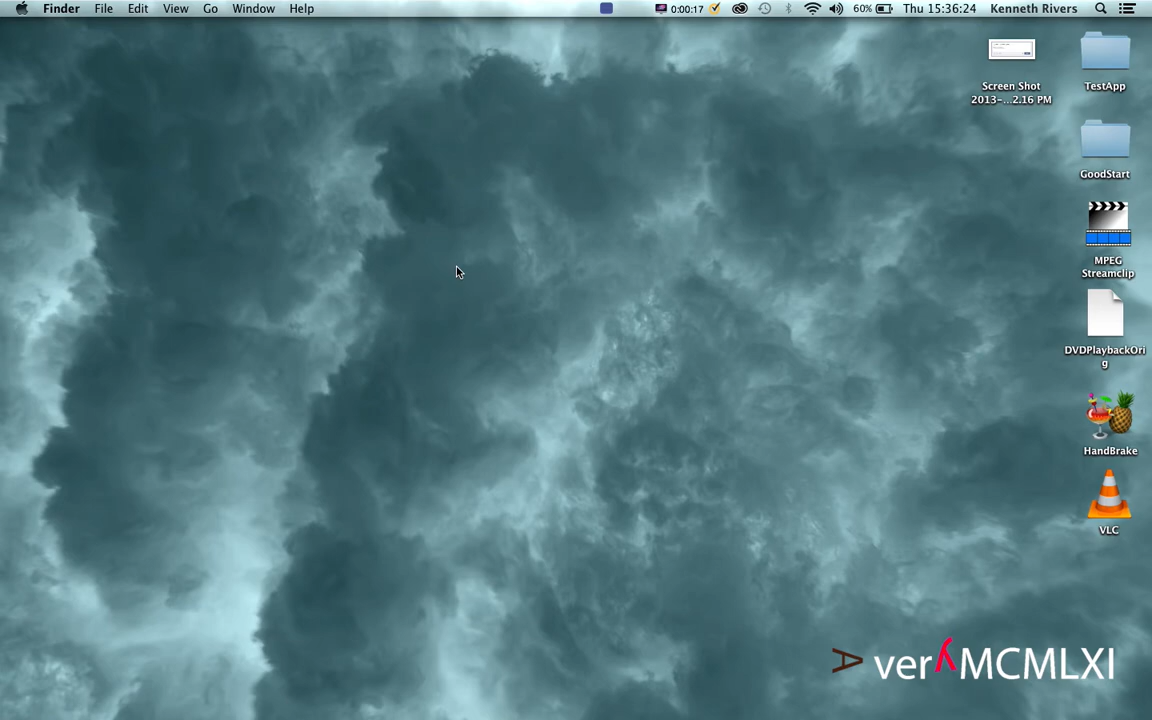 Finder File Edit View Go Window Help 0:00:17 60% Thu 15:36:24 Kenneth Rivers
Screen Shot
2013-...2.16 PM
TestApp
GoodStart
MPEG
Streamclip
DVDPlaybackOri
g
HandBrake
VLC
AveryMCMLXI